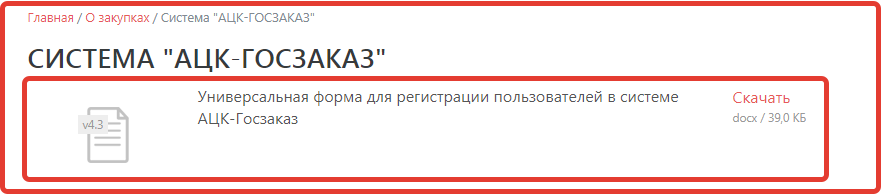 Главная / О закупках / Система "АЦК-ГОСЗАКАЗ"
СИСТЕМА "АЦК-ГОСЗАКАЗ"
Универсальная форма для регистрации пользователей в системе
АЦК-Госзаказ
Скачать
docx / 39,0 КБ
v4.3